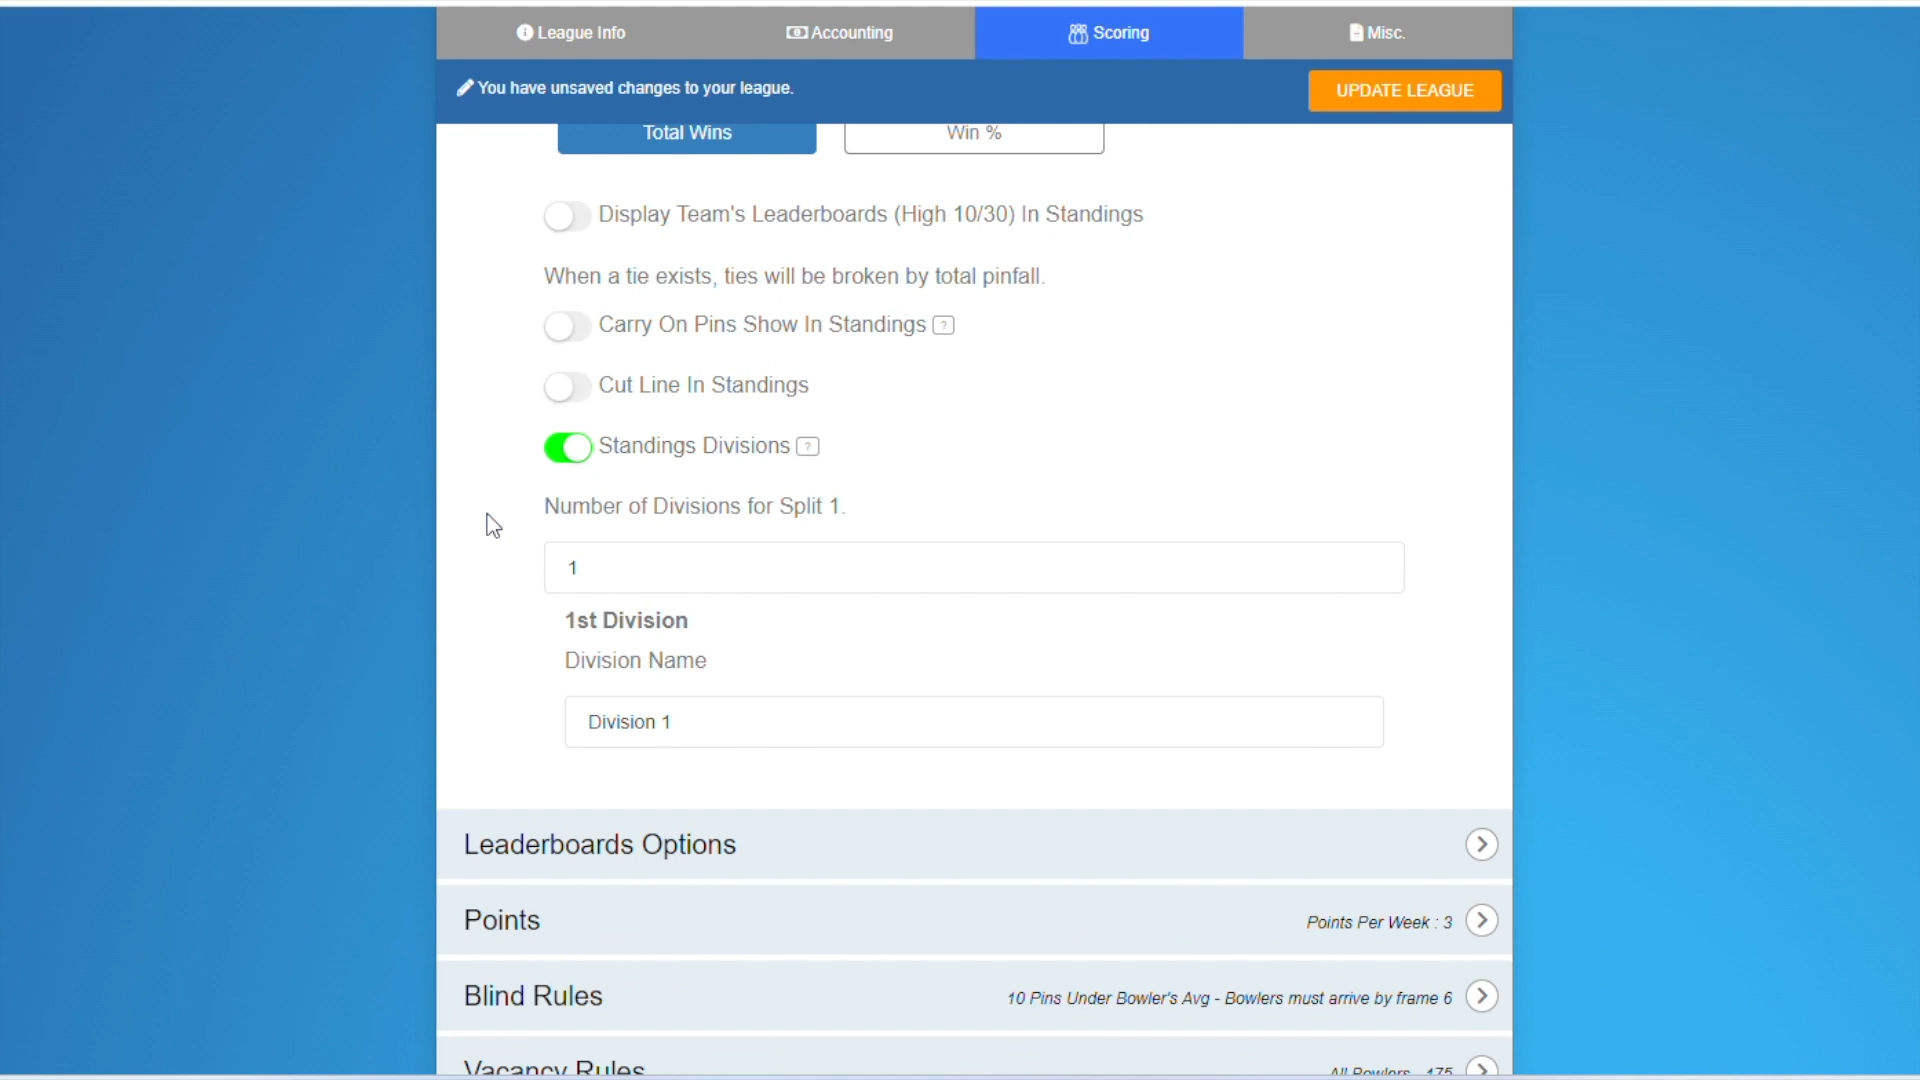 League Info
Accounting
Scoring
Misc.
You have unsaved changes to your league.
UPDATE LEAGUE
Total Wins
Win %
Display Team's Leaderboards (High 10/30) In Standings
When a tie exists, ties will be broken by total pinfall.
Carry On Pins Show In Standings ?
Cut Line In Standings
Standings Divisions ?
Number of Divisions for Split 1.
1
1st Division
Division Name
Division 1
Leaderboards Options
Points
Points Per Week : 3
Blind Rules
10 Pins Under Bowler's Avg - Bowlers must arrive by frame 6
Vacancy Rules
All Bowlers 175